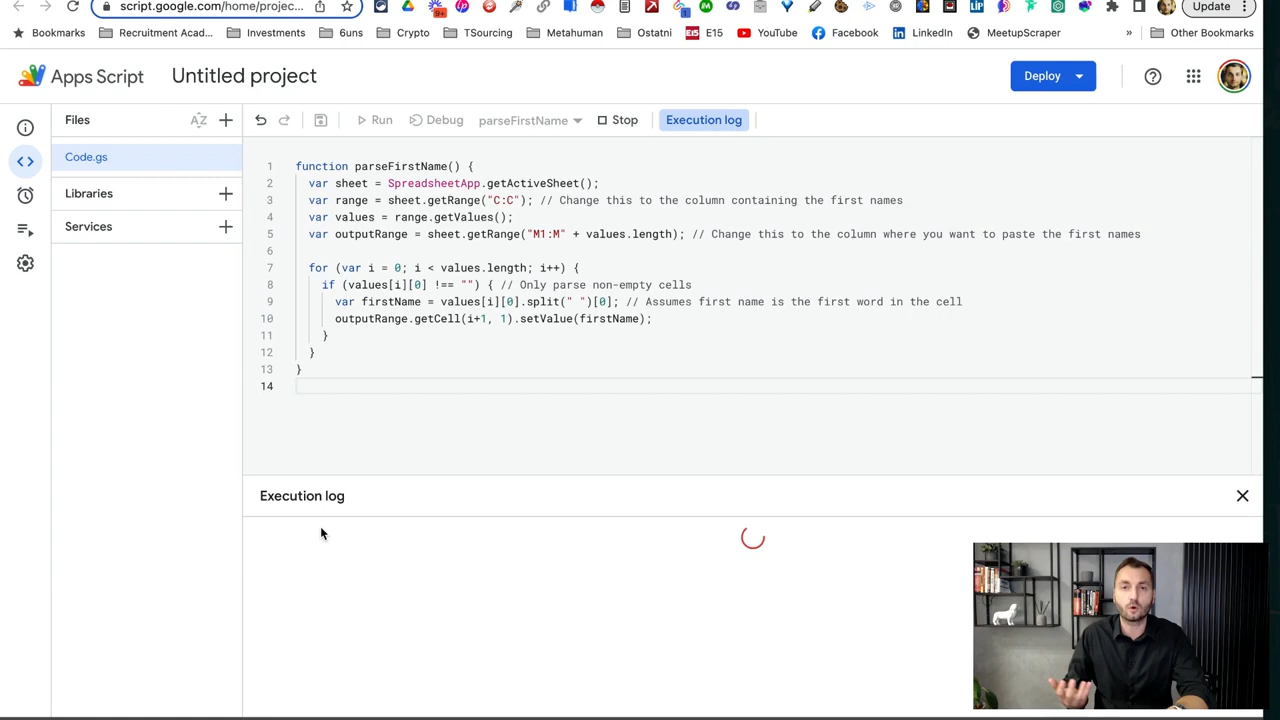 script.google.com/home/projec...
9+
1
Update
Bookmarks
Recruitment Acad...
Investments
6uns
Crypto
TSourcing
Metahuman
Ostatni
E15
E15
YouTube
Facebook
LinkedIn
MeetupScraper
»
Other Bookmarks
Apps Script
Untitled project
Deploy
Files
AZ
Run
Debug
parseFirstName
Stop
Execution log
Code.gs
Libraries
Services
1 function parseFirstName() {
2 var sheet = SpreadsheetApp.getActiveSheet();
3 var range = sheet.getRange("C:C"); // Change this to the column containing the first names
4 var values = range.getValues();
5 var outputRange = sheet.getRange("M1:M" + values.length); // Change this to the column where you want to paste the first names
6
7 for (var i = 0; i < values.length; i++) {
8 if (values[i][0] !== "") { // Only parse non-empty cells
9 var firstName = values[i][0].split(" ")[0]; // Assumes first name is the first word in the cell
10 outputRange.getCell(i+1, 1).setValue(firstName);
11 }
12 }
13 }
14
Execution log